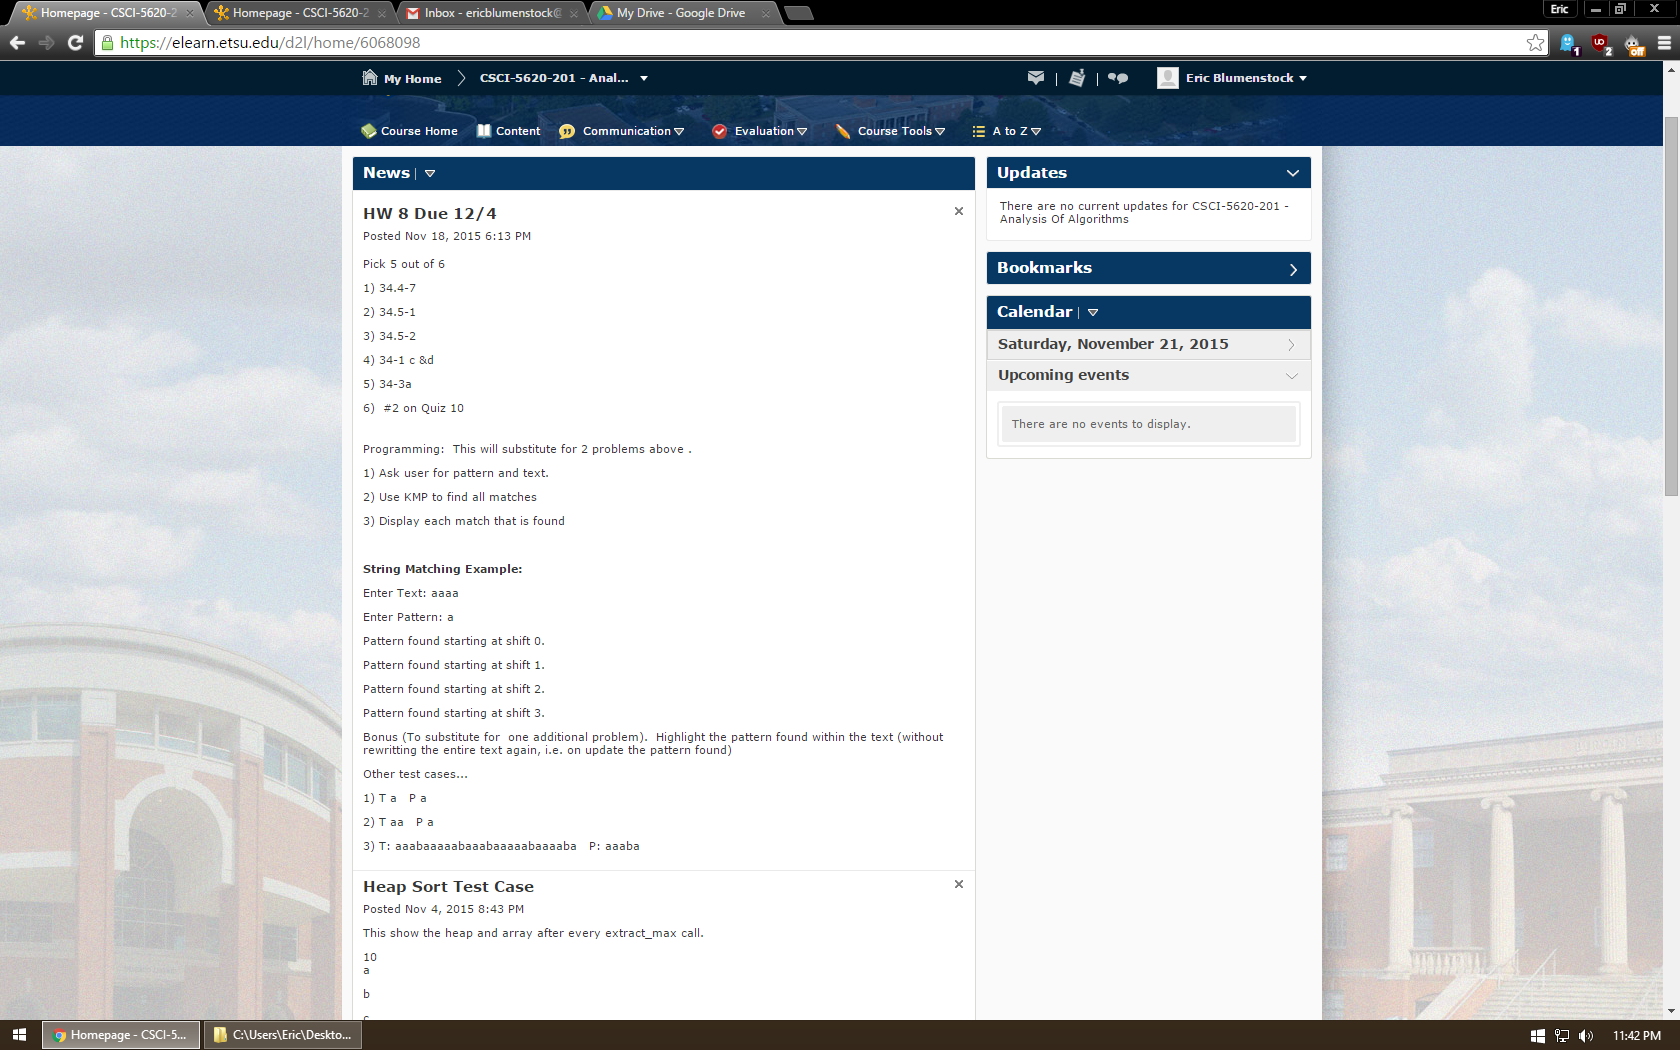 Homepage - CSCI-5620-2
Homepage - CSCI-5620-2
Inbox - ericblumenstock@
My Drive - Google Drive
Eric
https://elearn.etsu.edu/d2l/home/6068098
1
UD
2
off
My Home
CSCI-5620-201 - Anal...
Eric Blumenstock
Course Home
Content
Communication
Evaluation
Course Tools
A to Z
News
HW 8 Due 12/4
Posted Nov 18, 2015 6:13 PM
Pick 5 out of 6
1) 34.4-7
2) 34.5-1
3) 34.5-2
4) 34-1 c &d
5) 34-3a
6)  #2 on Quiz 10
Programming:  This will substitute for 2 problems above .
1) Ask user for pattern and text.
2) Use KMP to find all matches
3) Display each match that is found
String Matching Example:
Enter Text: aaaa
Enter Pattern: a
Pattern found starting at shift 0.
Pattern found starting at shift 1.
Pattern found starting at shift 2.
Pattern found starting at shift 3.
Bonus (To substitute for  one additional problem).  Highlight the pattern found within the text (without
rewritting the entire text again, i.e. on update the pattern found)
Other test cases...
1) T a   P a
2) T aa   P a
3) T: aaabaaaaabaaabaaaaabaaaaba   P: aaaba
Heap Sort Test Case
Posted Nov 4, 2015 8:43 PM
This show the heap and array after every extract_max call.
10
a
b
c
Updates
There are no current updates for CSCI-5620-201 -
Analysis Of Algorithms
Bookmarks
Calendar
Saturday, November 21, 2015
Upcoming events
There are no events to display.
Homepage - CSCI-5...
C:\Users\Eric\Deskto...
11:42 PM